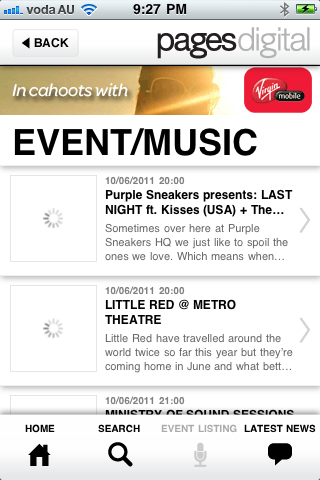 voda AU 9:27 PM
BACK
pagesdigital
In cahoots with
Virgin
mobile
EVENT/MUSIC
10/06/2011 20:00
Purple Sneakers presents: LAST
NIGHT ft. Kisses (USA) + The...
Sometimes over here at Purple
Sneakers HQ we just like to spoil the
ones we love. Which means when...
10/06/2011 20:00
LITTLE RED @ METRO
THEATRE
Little Red have travelled around the
world twice so far this year but they're
coming home in June and what bett...
10/06/2011 21:00
MINISTRY OF SOUND SESSIONS
HOME SEARCH EVENT LISTING LATEST NEWS